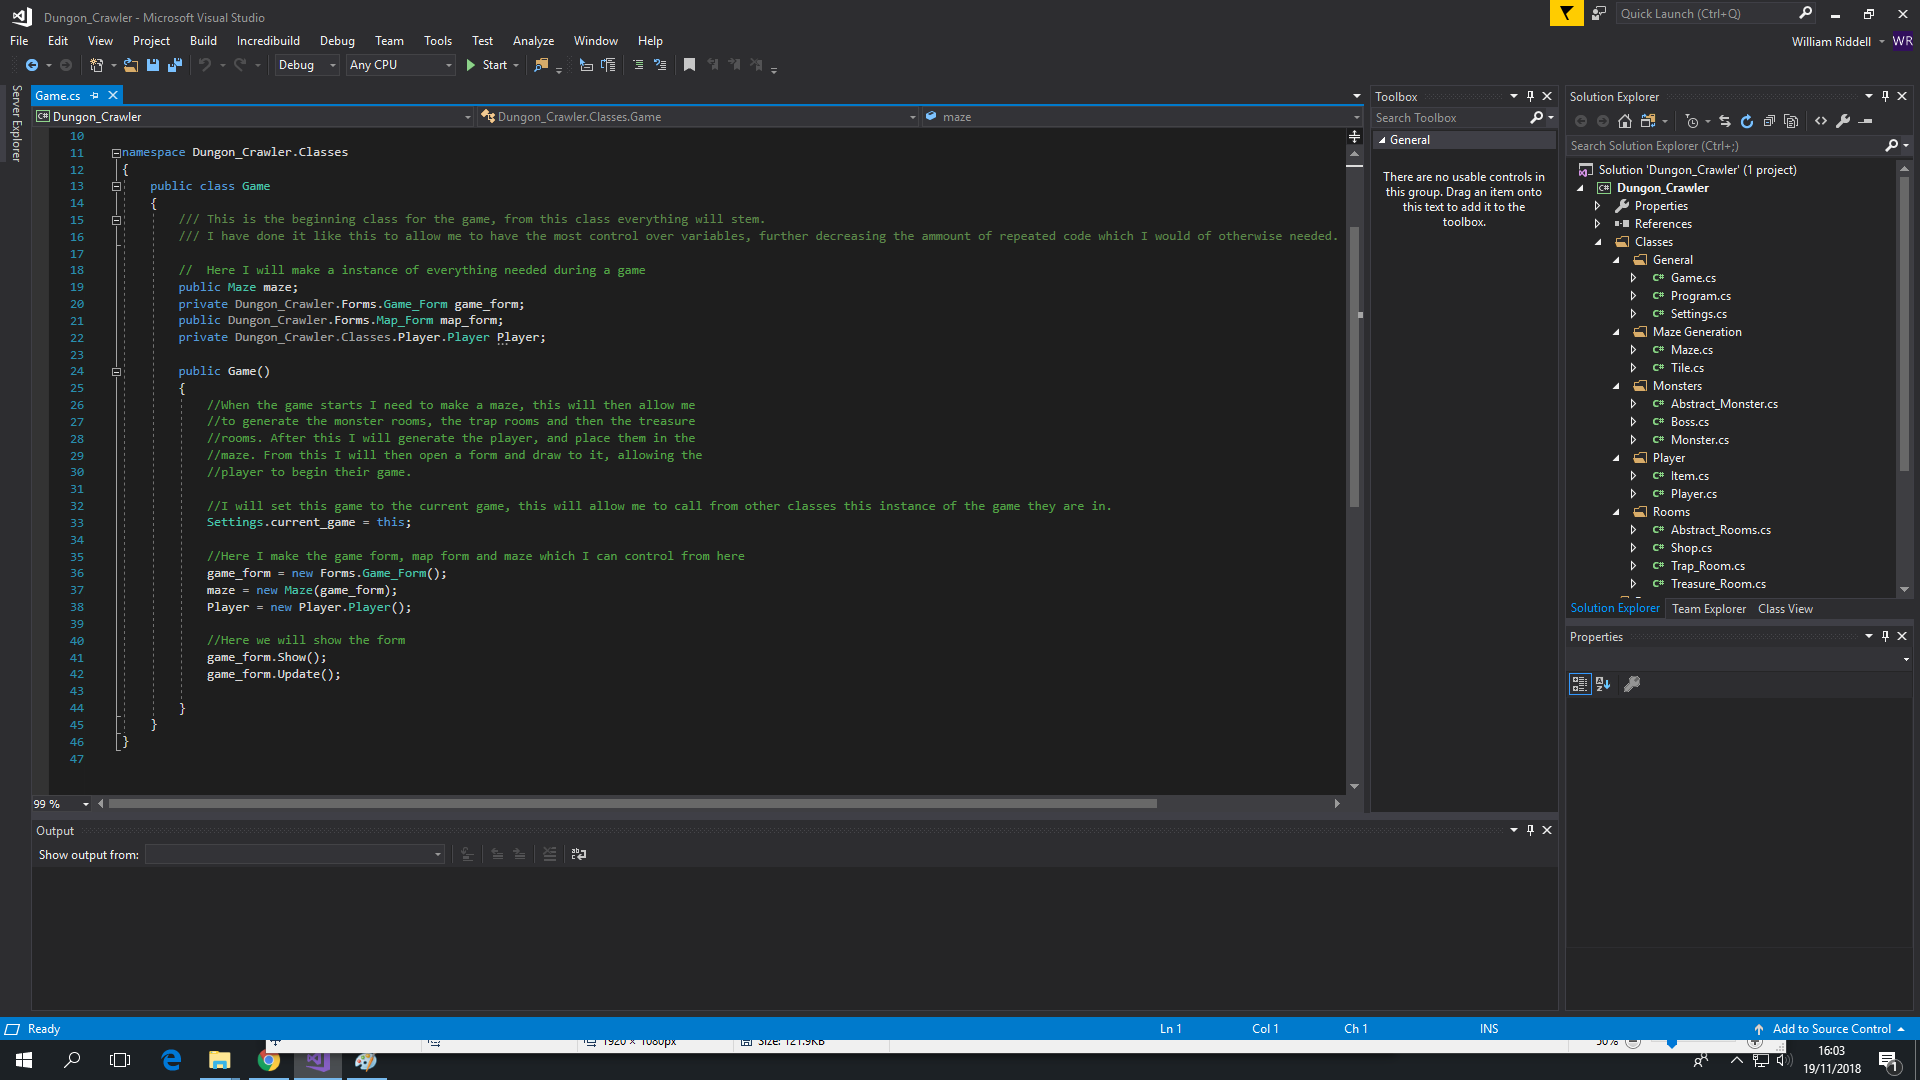 Dungon_Crawler - Microsoft Visual Studio
Quick Launch (Ctrl+Q)
File Edit View Project Build Incredibuild Debug Team Tools Test Analyze Window Help
William Riddell WR
Debug Any CPU Start
Server Explorer
Game.cs
Dungon_Crawler Dungon_Crawler.Classes.Game maze
10
11 namespace Dungon_Crawler.Classes
12 {
13 public class Game
14 {
15 /// This is the beginning class for the game, from this class everything will stem.
16 /// I have done it like this to allow me to have the most control over variables, further decreasing the ammount of repeated code which I would of otherwise needed.
17
18 //  Here I will make a instance of everything needed during a game
19 public Maze maze;
20 private Dungon_Crawler.Forms.Game_Form game_form;
21 public Dungon_Crawler.Forms.Map_Form map_form;
22 private Dungon_Crawler.Classes.Player.Player Player;
23
24 public Game()
25 {
26 //When the game starts I need to make a maze, this will then allow me
27 //to generate the monster rooms, the trap rooms and then the treasure
28 //rooms. After this I will generate the player, and place them in the
29 //maze. From this I will then open a form and draw to it, allowing the
30 //player to begin their game.
31
32 //I will set this game to the current game, this will allow me to call from other classes this instance of the game they are in.
33 Settings.current_game = this;
34
35 //Here I make the game form, map form and maze which I can control from here
36 game_form = new Forms.Game_Form();
37 maze = new Maze(game_form);
38 Player = new Player.Player();
39
40 //Here we will show the form
41 game_form.Show();
42 game_form.Update();
43
44 }
45 }
46 }
47
99 %
Toolbox
Search Toolbox
General
There are no usable controls in
this group. Drag an item onto
this text to add it to the
toolbox.
Solution Explorer
Search Solution Explorer (Ctrl+;)
Solution 'Dungon_Crawler' (1 project)
C# Dungon_Crawler
Properties
References
Classes
General
C# Game.cs
C# Program.cs
C# Settings.cs
Maze Generation
C# Maze.cs
C# Tile.cs
Monsters
C# Abstract_Monster.cs
C# Boss.cs
C# Monster.cs
Player
C# Item.cs
C# Player.cs
Rooms
C# Abstract_Rooms.cs
C# Shop.cs
C# Trap_Room.cs
C# Treasure_Room.cs
Solution Explorer Team Explorer Class View
Properties
Output
Show output from:
Ready Ln 1 Col 1 Ch 1 INS Add to Source Control
1920 × 1080px Size: 121.9KB 50%
16:03
19/11/2018
1